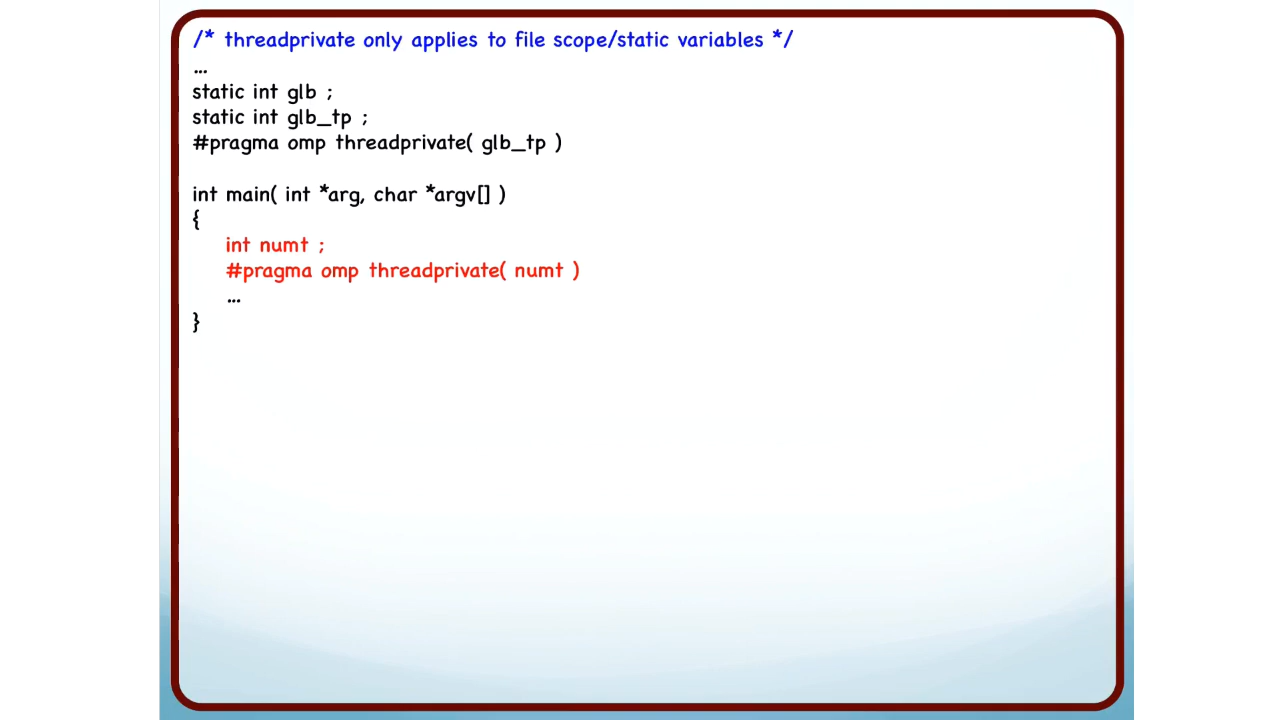 /* threadprivate only applies to file scope/static variables */
...
static int glb ;
static int glb_tp ;
#pragma omp threadprivate( glb_tp )
int main( int *arg, char *argv[] )
{
int numt ;
#pragma omp threadprivate( numt )
...
}